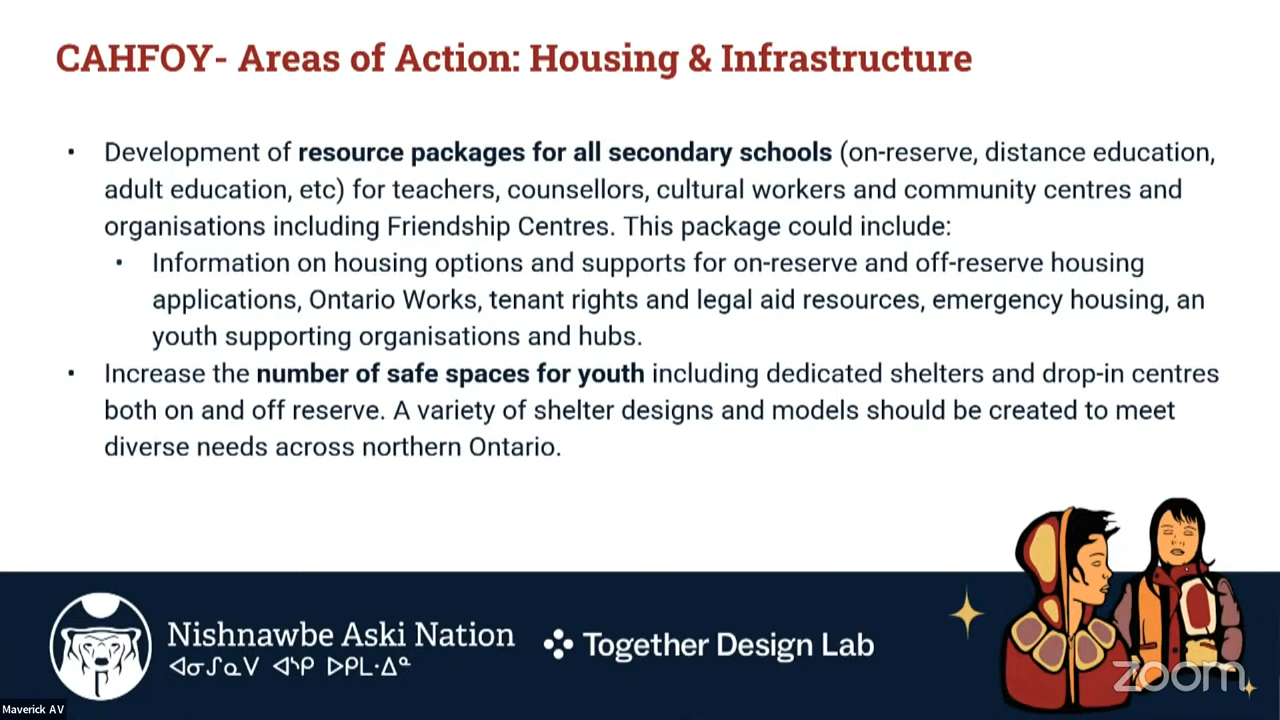 CAHFOY- Areas of Action: Housing & Infrastructure
• Development of resource packages for all secondary schools (on-reserve, distance education,
adult education, etc) for teachers, counsellors, cultural workers and community centres and
organisations including Friendship Centres. This package could include:
• Information on housing options and supports for on-reserve and off-reserve housing
applications, Ontario Works, tenant rights and legal aid resources, emergency housing, an
youth supporting organisations and hubs.
• Increase the number of safe spaces for youth including dedicated shelters and drop-in centres
both on and off reserve. A variety of shelter designs and models should be created to meet
diverse needs across northern Ontario.
Nishnawbe Aski Nation
ᐊᓂᔑᓇᐯ ᐊᔅᑭ ᐅᑭᒪᐧᐃᓐ
Together Design Lab
zoom
Maverick AV